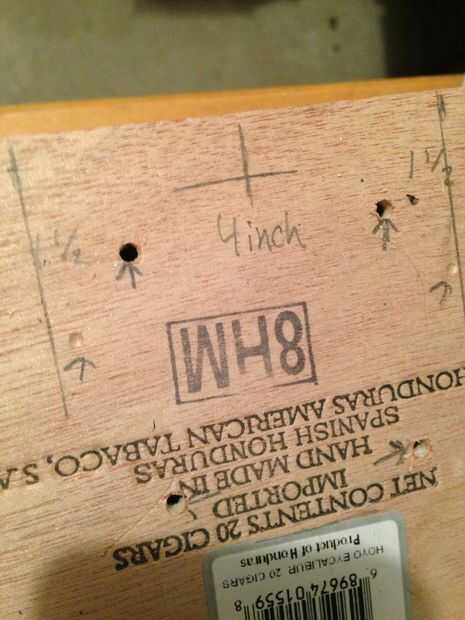 1 1/2
4 inch
1 1/2
6 89674 01559 8
HOYO EXCALIBUR 20 CIGARS
Product of Honduras
NET CONTENTS 20 CIGARS
IMPORTED
HAND MADE IN
SPANISH HONDURAS
HONDURAS AMERICAN TABACO, S.A
8HM